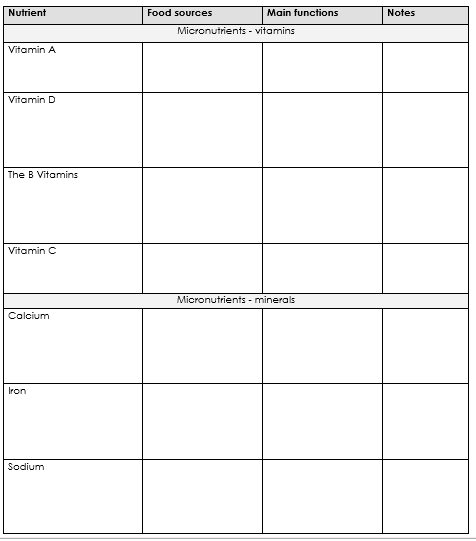 Nutrient Food sources Main functions Notes
Micronutrients - vitamins
Vitamin A
Vitamin D
The B Vitamins
Vitamin C
Micronutrients - minerals
Calcium
Iron
Sodium